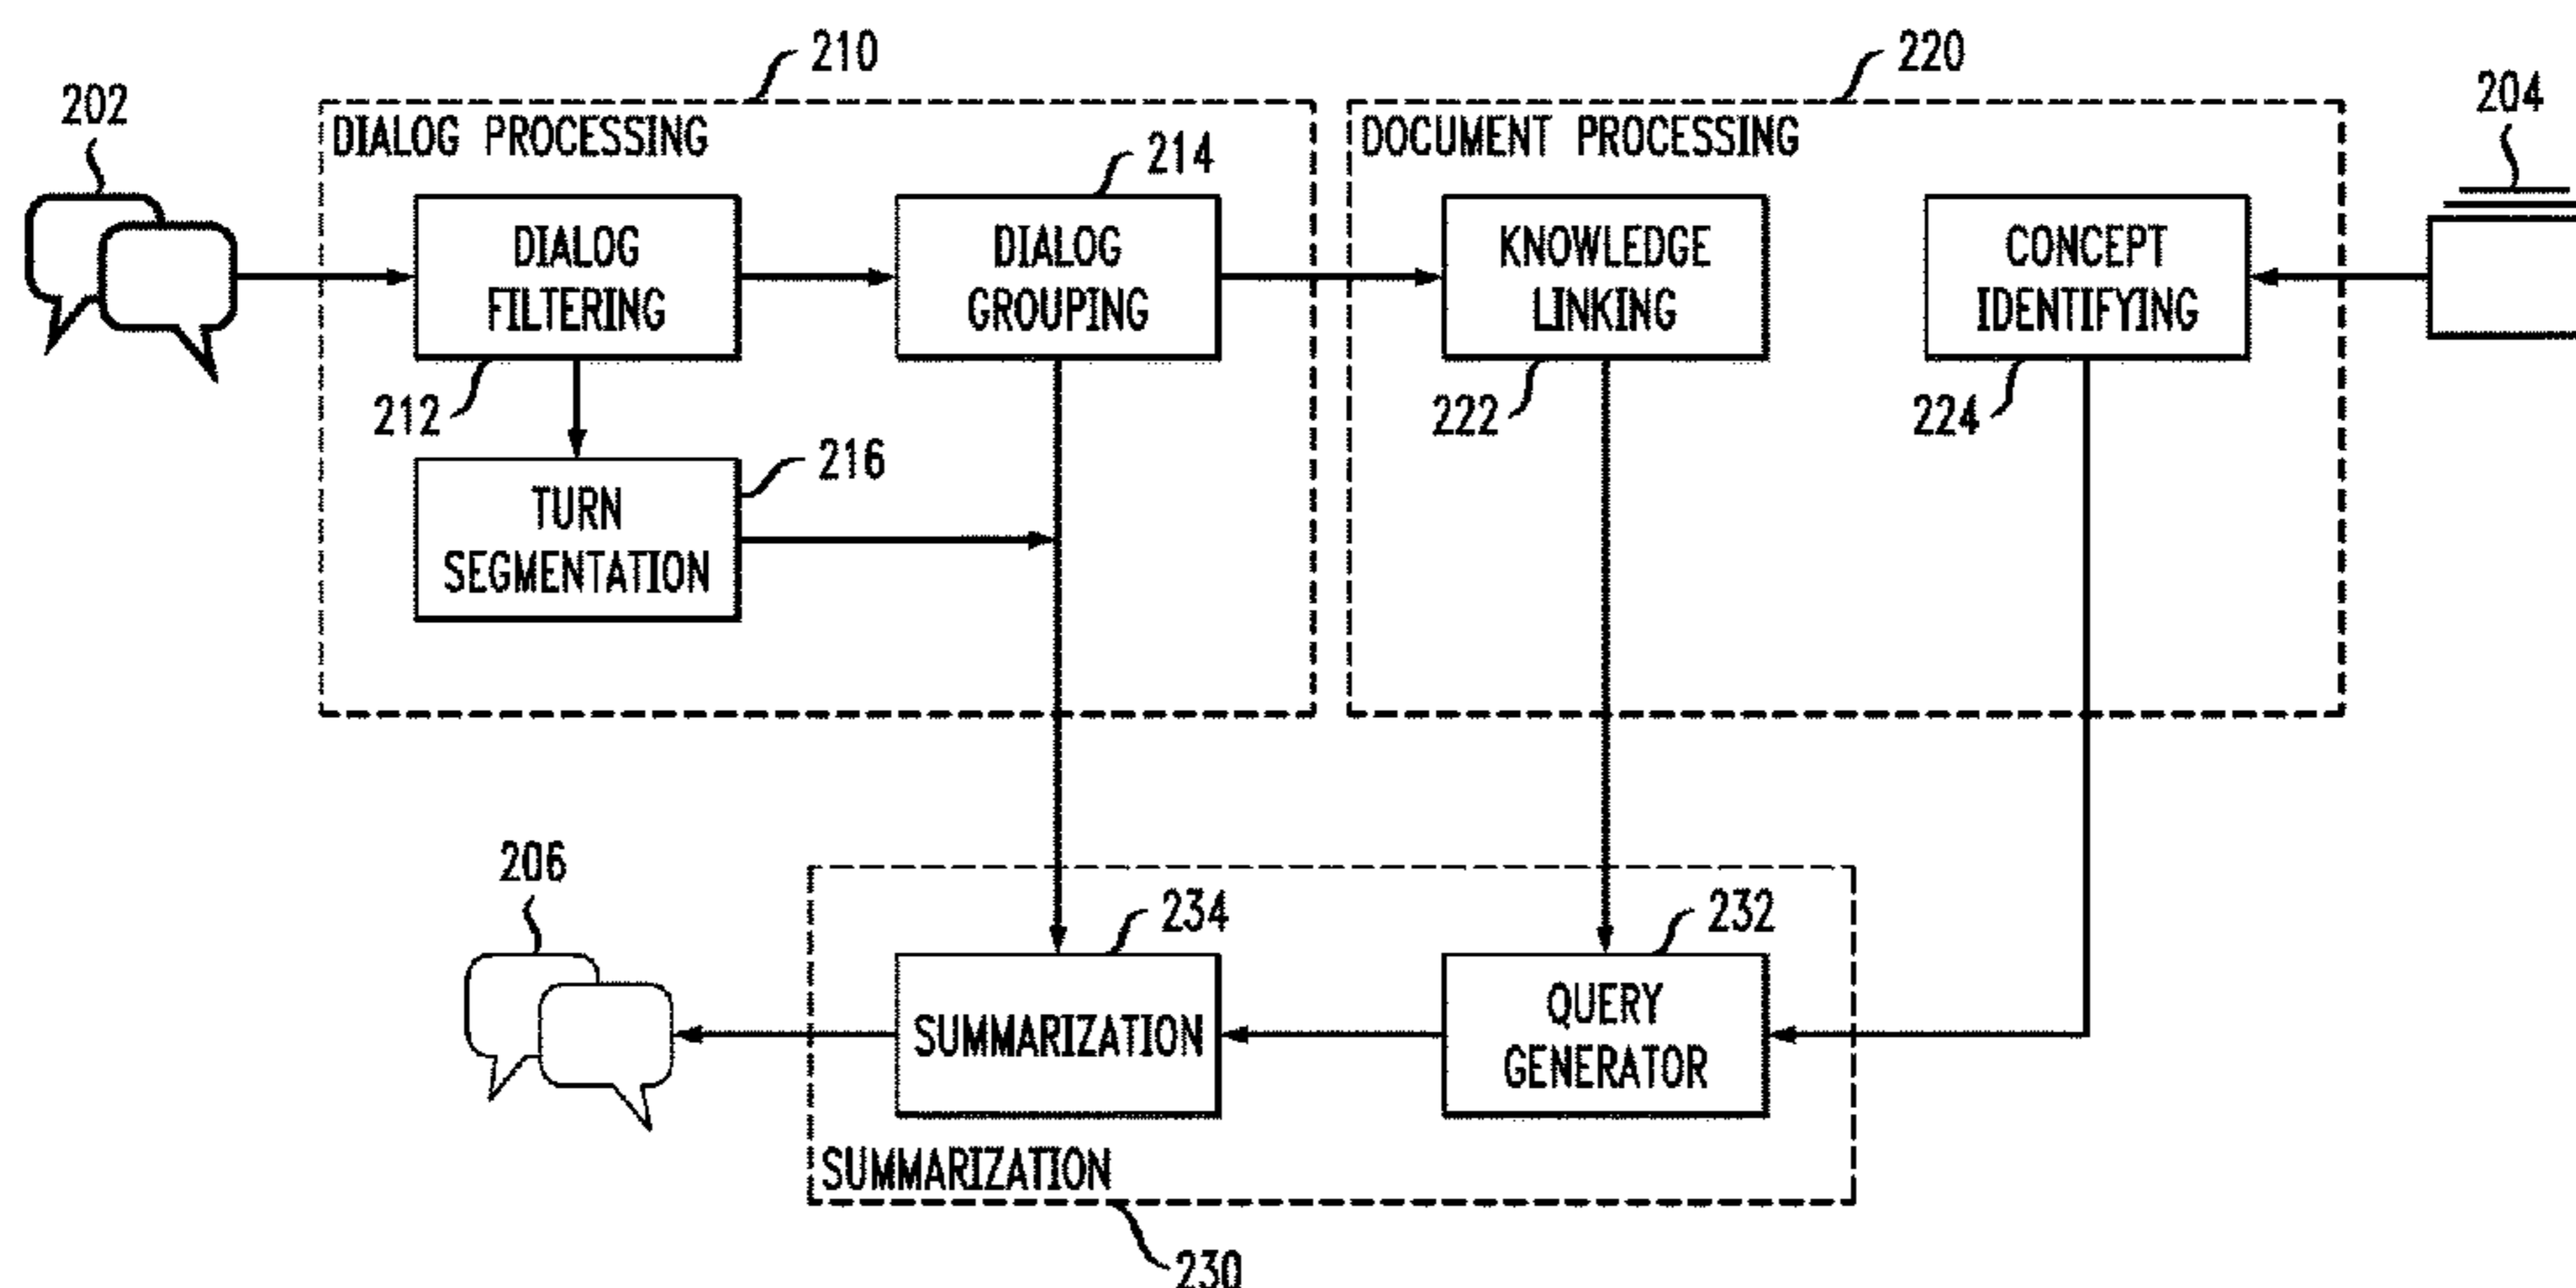 210
220
202
204
DIALOG PROCESSING
DOCUMENT PROCESSING
214
DIALOG
FILTERING
DIALOG
GROUPING
KNOWLEDGE
LINKING
CONCEPT
IDENTIFYING
212
222
224
216
TURN
SEGMENTATION
206
234
232
SUMMARIZATION
QUERY
GENERATOR
SUMMARIZATION
230